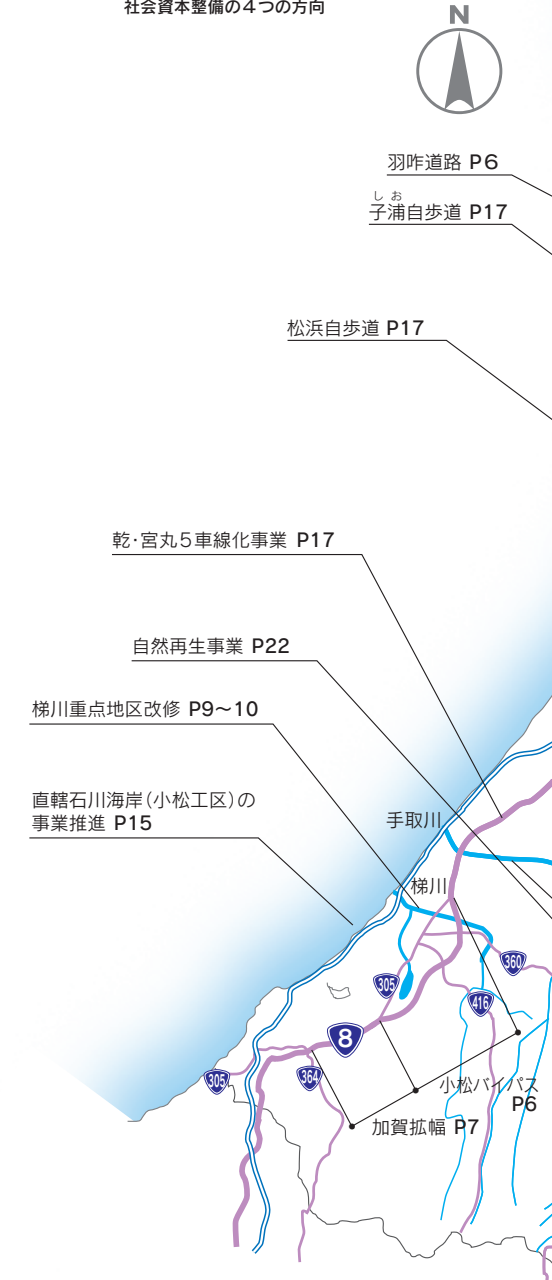 社会資本整備の4つの方向
N
羽咋道路 P6
しお
子浦自歩道 P17
松浜自歩道 P17
乾・宮丸5車線化事業 P17
自然再生事業 P22
梯川重点地区改修 P9〜10
直轄石川海岸(小松工区)の
事業推進 P15
手取川
梯川
360
305
416
8
305
364
小松バイパス
P6
加賀拡幅 P7